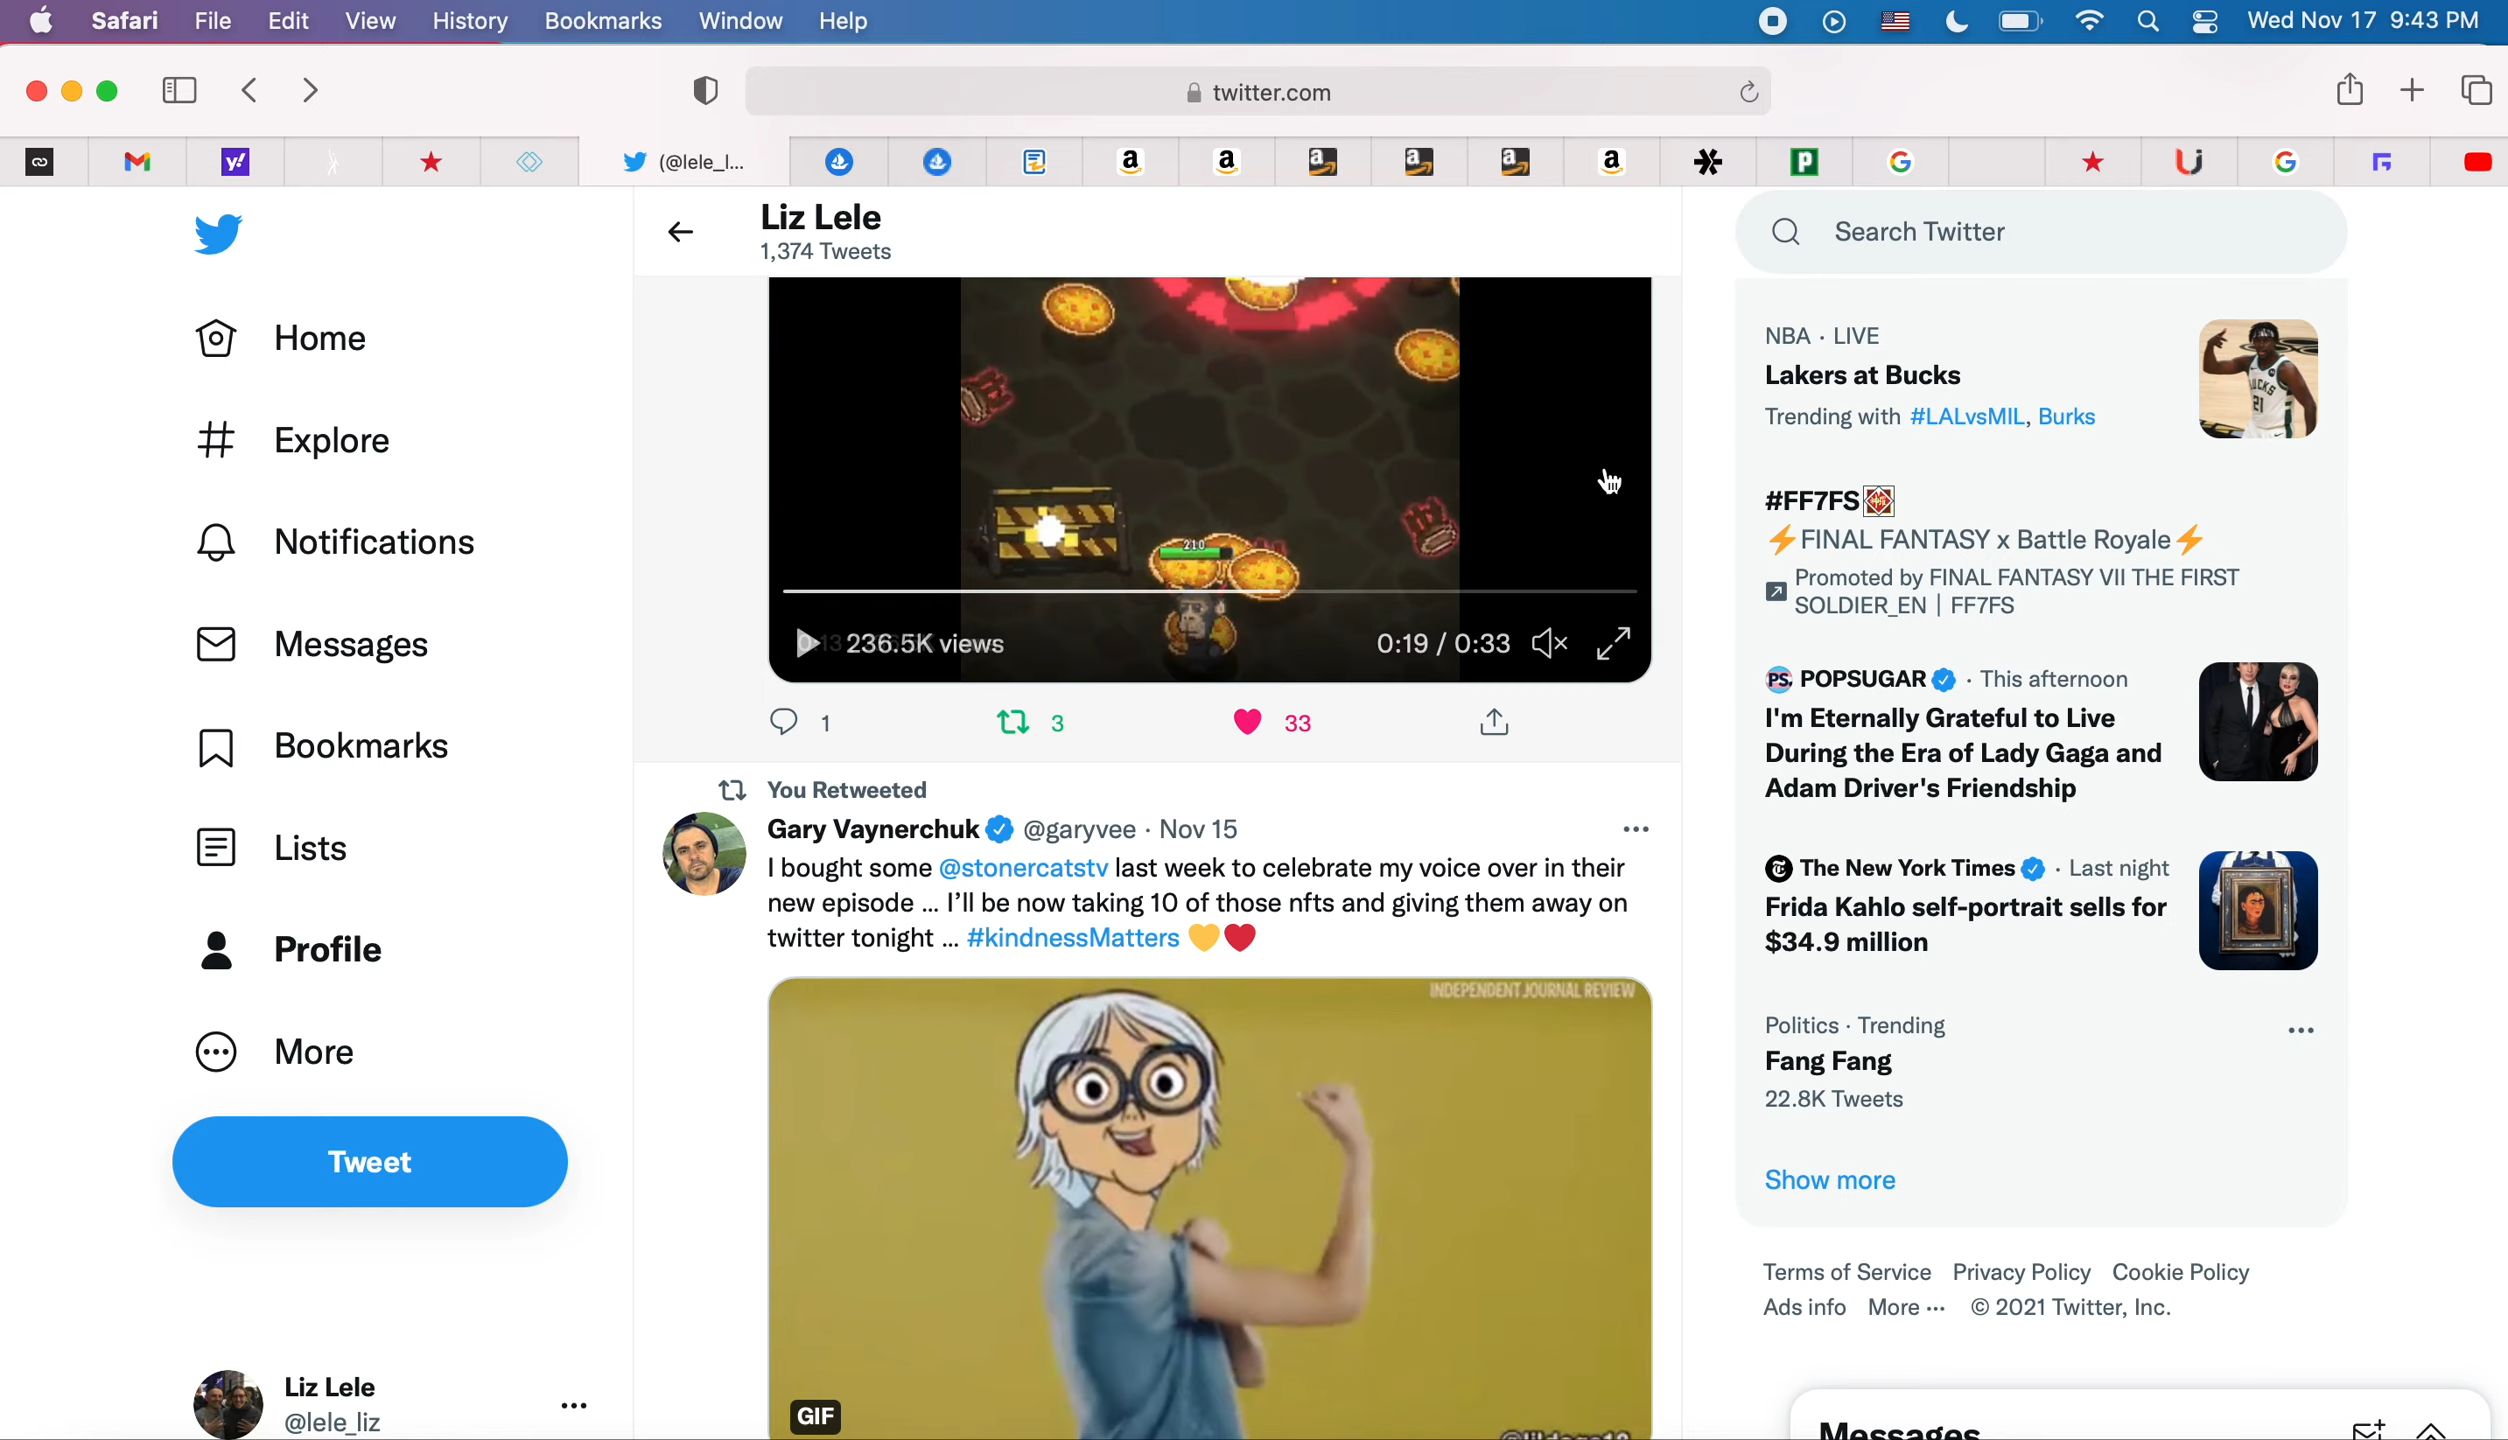 Safari File Edit View History Bookmarks Window Help
Wed Nov 17 9:43 PM
twitter.com
(@lele_l...
Liz Lele
1,374 Tweets
Home
Explore
Notifications
Messages
Bookmarks
Lists
Profile
More
Tweet
Liz Lele
@lele_liz
210
236.5K views
0:19 / 0:33
1 3 33
You Retweeted
Gary Vaynerchuk @garyvee · Nov 15
I bought some @stonercatstv last week to celebrate my voice over in their
new episode ... I’ll be now taking 10 of those nfts and giving them away on
twitter tonight ... #kindnessMatters 💛❤️
INDEPENDENT JOURNAL REVIEW
GIF
Search Twitter
NBA · LIVE
Lakers at Bucks
Trending with #LALvsMIL, Burks
BUCKS
21
#FF7FS
⚡FINAL FANTASY x Battle Royale⚡
Promoted by FINAL FANTASY VII THE FIRST
SOLDIER_EN | FF7FS
PS. POPSUGAR · This afternoon
I'm Eternally Grateful to Live
During the Era of Lady Gaga and
Adam Driver's Friendship
The New York Times · Last night
Frida Kahlo self-portrait sells for
$34.9 million
Politics · Trending
Fang Fang
22.8K Tweets
Show more
Terms of Service Privacy Policy Cookie Policy
Ads info More ··· © 2021 Twitter, Inc.
Messages